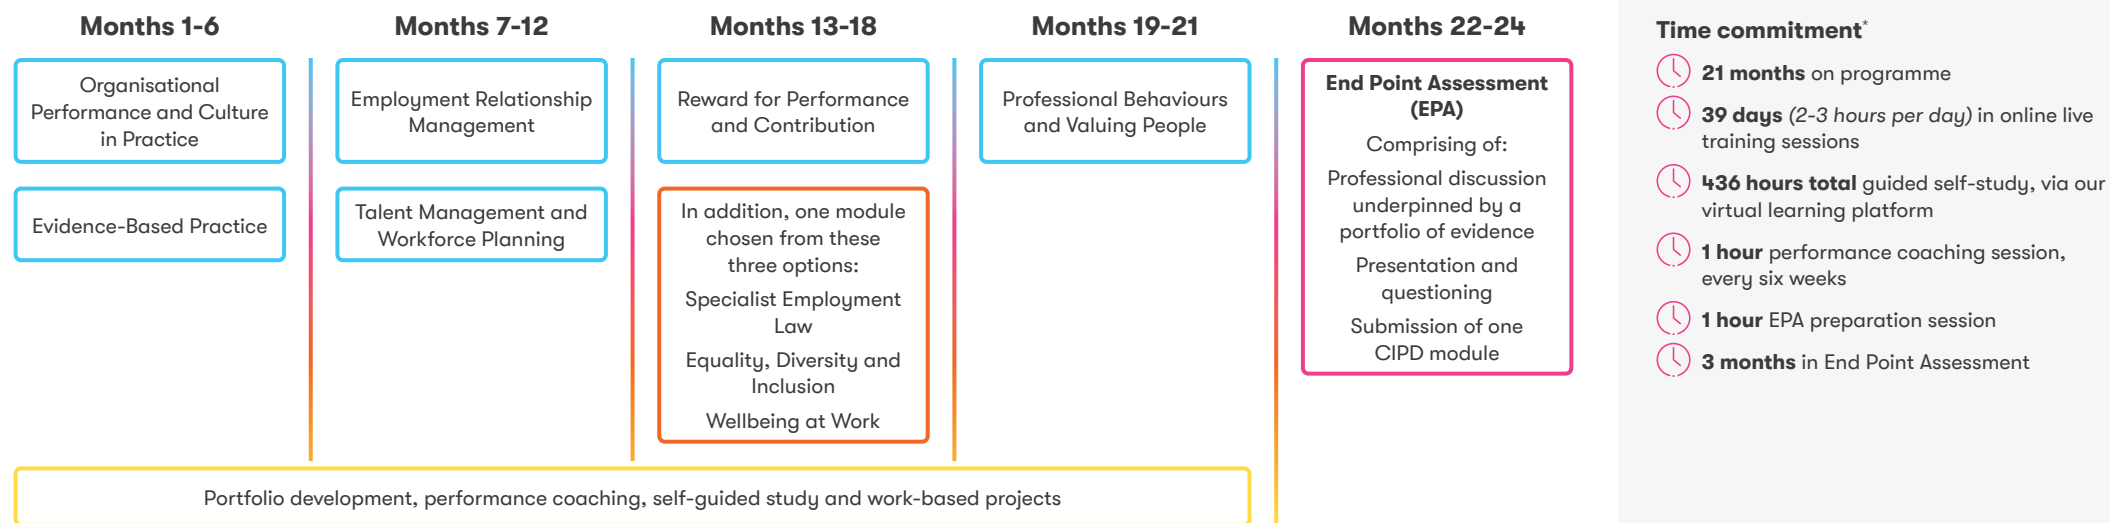 Months 1-6
Organisational
Performance and Culture
in Practice
Evidence-Based Practice
Months 7-12
Employment Relationship
Management
Talent Management and
Workforce Planning
Months 13-18
Reward for Performance
and Contribution
In addition, one module
chosen from these
three options:
Specialist Employment
Law
Equality, Diversity and
Inclusion
Wellbeing at Work
Months 19-21
Professional Behaviours
and Valuing People
Months 22-24
End Point Assessment
(EPA)
Comprising of:
Professional discussion
underpinned by a
portfolio of evidence
Presentation and
questioning
Submission of one
CIPD module
Portfolio development, performance coaching, self-guided study and work-based projects
Time commitment*
21 months on programme
39 days (2-3 hours per day) in online live
training sessions
436 hours total guided self-study, via our
virtual learning platform
1 hour performance coaching session,
every six weeks
1 hour EPA preparation session
3 months in End Point Assessment